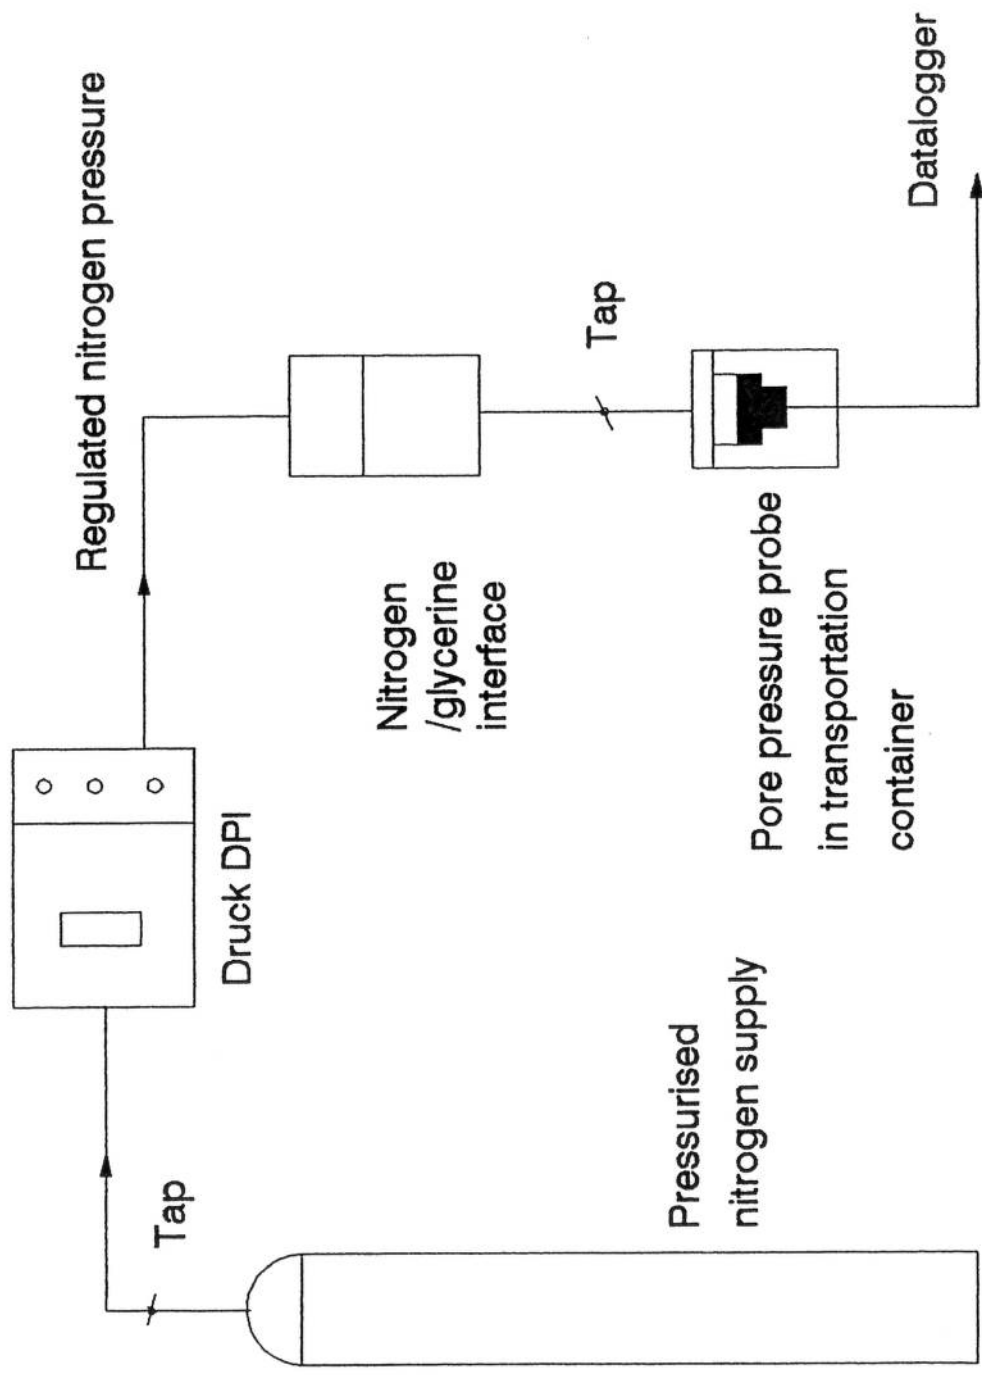 Tap
Druck DPI
Regulated nitrogen pressure
Nitrogen
/glycerine
interface
Tap
Pressurised
nitrogen supply
Pore pressure probe
in transportation
container
Datalogger